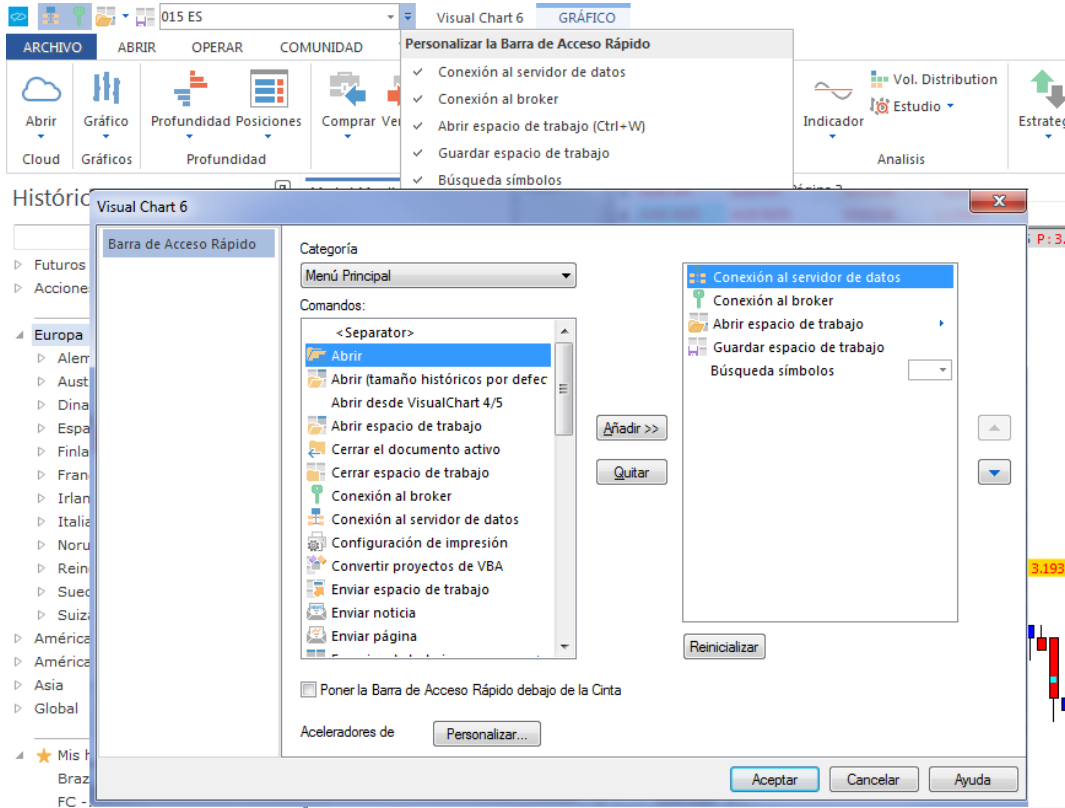 015 ES
Visual Chart 6
GRÁFICO
ARCHIVO
ABRIR
OPERAR
COMUNIDAD
Personalizar la Barra de Acceso Rápido
Conexión al servidor de datos
Conexión al broker
Abrir espacio de trabajo (Ctrl+W)
Guardar espacio de trabajo
Búsqueda símbolos
Abrir
Gráfico
Profundidad
Posiciones
Comprar
Indicador
Vol. Distribution
Estudio
Cloud
Gráficos
Profundidad
Analisis
Visual Chart 6
Futuros
Europa
América
América
Asia
Global
Mis
FC -
P: 3.
3.193
Barra de Acceso Rápido
Categoría
Menú Principal
Comandos:
<Separator>
Abrir
Abrir (tamaño históricos por defec
Abrir desde VisualChart 4/5
Abrir espacio de trabajo
Cerrar el documento activo
Cerrar espacio de trabajo
Conexión al broker
Conexión al servidor de datos
Configuración de impresión
Convertir proyectos de VBA
Enviar espacio de trabajo
Enviar noticia
Enviar página
Añadir >>
Quitar
Conexión al servidor de datos
Conexión al broker
Abrir espacio de trabajo
Guardar espacio de trabajo
Búsqueda símbolos
Reinicializar
Poner la Barra de Acceso Rápido debajo de la Cinta
Aceleradores de
Personalizar...
Aceptar
Cancelar
Ayuda